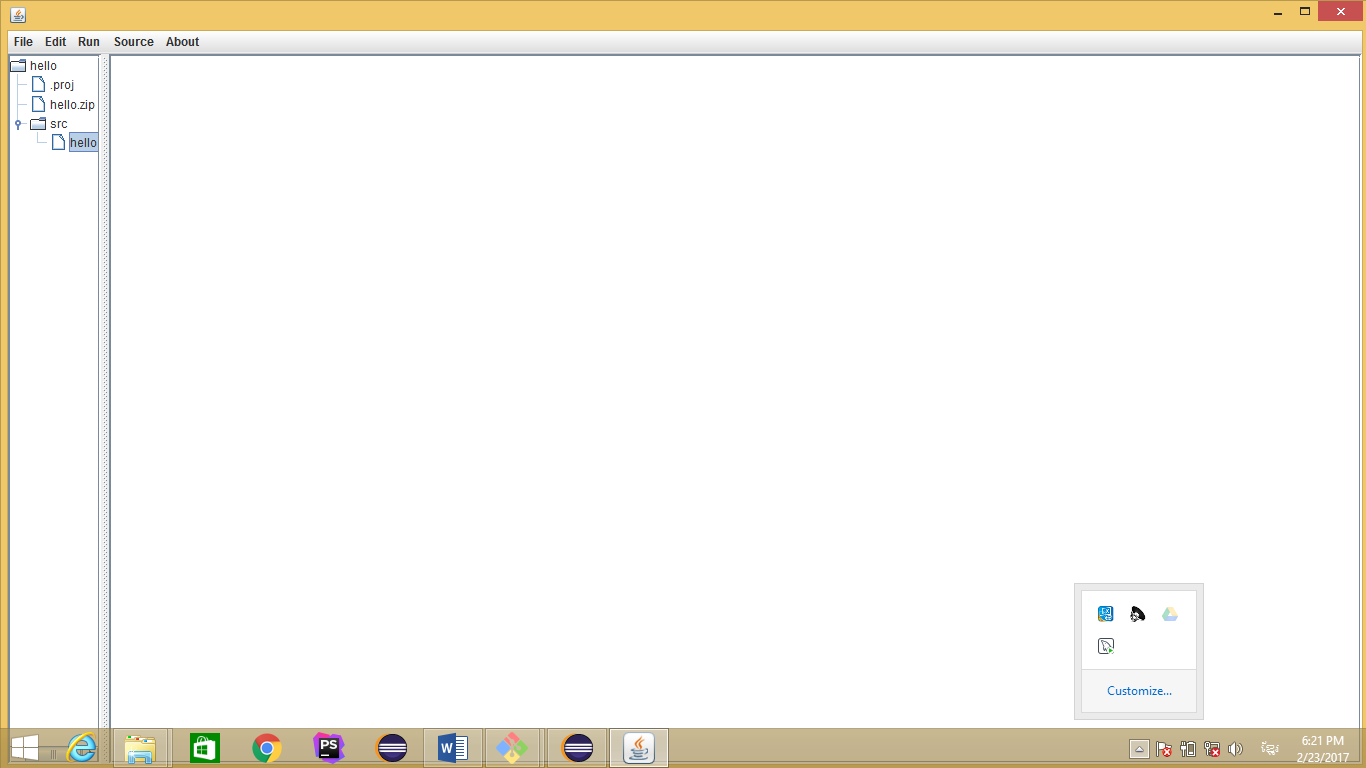 File Edit Run Source About
hello
.proj
hello.zip
src
hello
Customize...
PS
W
6:21 PM
2/23/2017